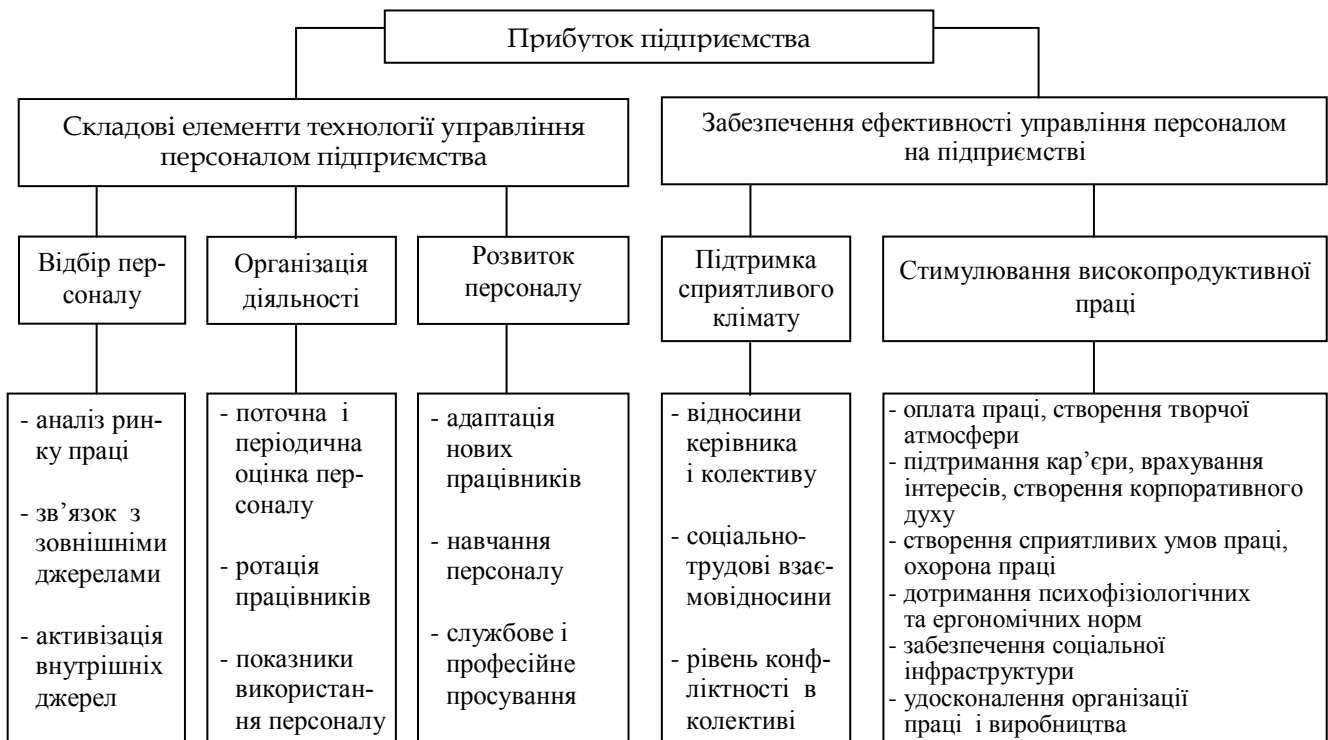 Прибуток підприємства
Складові елементи технології управління
персоналом підприємства
Забезпечення ефективності управління персоналом
на підприємстві
Відбір пер-
соналу
Організація
діяльності
Розвиток
персоналу
Підтримка
сприятливого
клімату
Стимулювання високопродуктивної
праці
- аналіз рин-
ку праці
- зв’язок з
зовнішніми
джерелами
- активізація
внутрішніх
джерел
- поточна і
періодична
оцінка пер-
соналу
- ротація
працівників
- показники
використан-
ня персоналу
- адаптація
нових
працівників
- навчання
персоналу
- службове і
професійне
просування
- відносини
керівника
і колективу
- соціально-
трудові взає-
мовідносини
- рівень конф-
ліктності в
колективі
- оплата праці, створення творчої
атмосфери
- підтримання кар’єри, врахування
інтересів, створення корпоративного
духу
- створення сприятливих умов праці,
охорона праці
- дотримання психофізіологічних
та ергономічних норм
- забезпечення соціальної
інфраструктури
- удосконалення організації
праці і виробництва